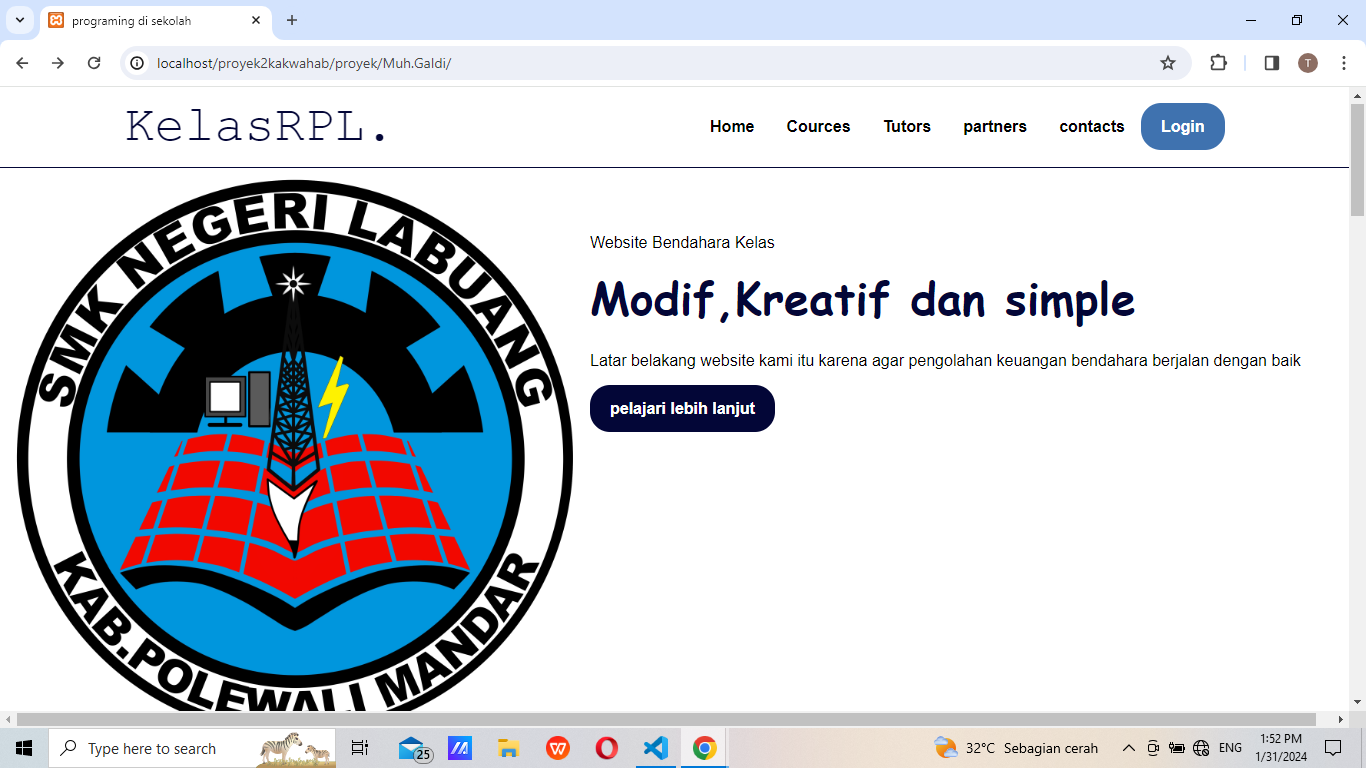 programing di sekolah
localhost/proyek2kakwahab/proyek/Muh.Galdi/
T
KelasRPL.
Home Cources Tutors partners contacts Login
SMK NEGERI LABUANG
KAB.POLEWALI MANDAR
Website Bendahara Kelas
Modif,Kreatif dan simple
Latar belakang website kami itu karena agar pengolahan keuangan bendahara berjalan dengan baik
pelajari lebih lanjut
Type here to search
25
32°C Sebagian cerah
ENG
1:52 PM
1/31/2024